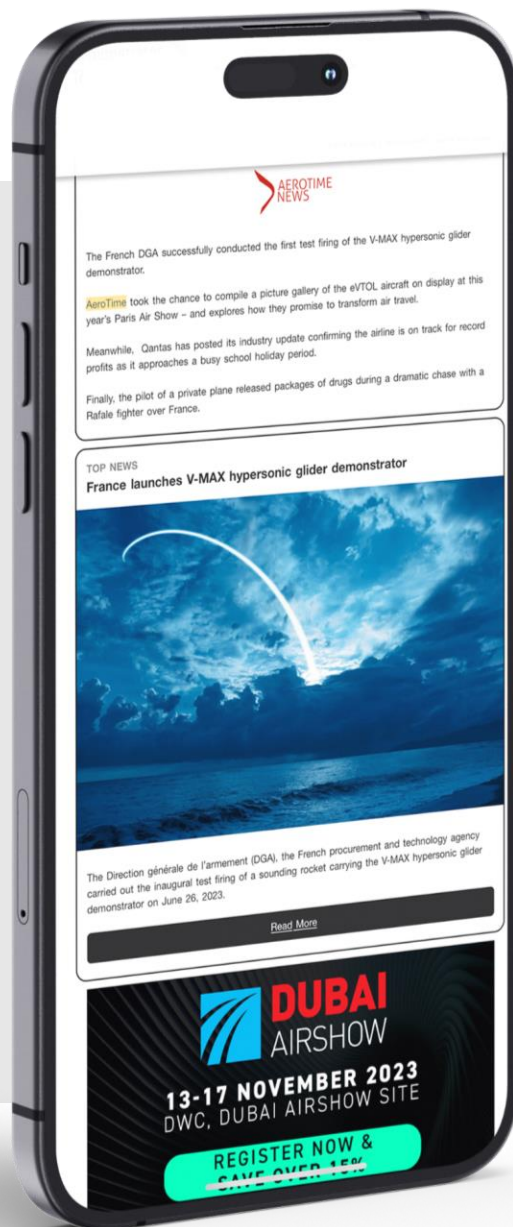 AEROTIME
NEWS
The French DGA successfully conducted the first test firing of the V-MAX hypersonic glider
demonstrator.
AeroTime took the chance to compile a picture gallery of the eVTOL aircraft on display at this
year's Paris Air Show – and explores how they promise to transform air travel.
Meanwhile, Qantas has posted its industry update confirming the airline is on track for record
profits as it approaches a busy school holiday period.
Finally, the pilot of a private plane released packages of drugs during a dramatic chase with a
Rafale fighter over France.
TOP NEWS
France launches V-MAX hypersonic glider demonstrator
The Direction générale de l'armement (DGA), the French procurement and technology agency
carried out the inaugural test firing of a sounding rocket carrying the V-MAX hypersonic glider
demonstrator on June 26, 2023.
Read More
DUBAI
AIRSHOW
13-17 NOVEMBER 2023
DWC, DUBAI AIRSHOW SITE
REGISTER NOW &
SAVE OVER 15%